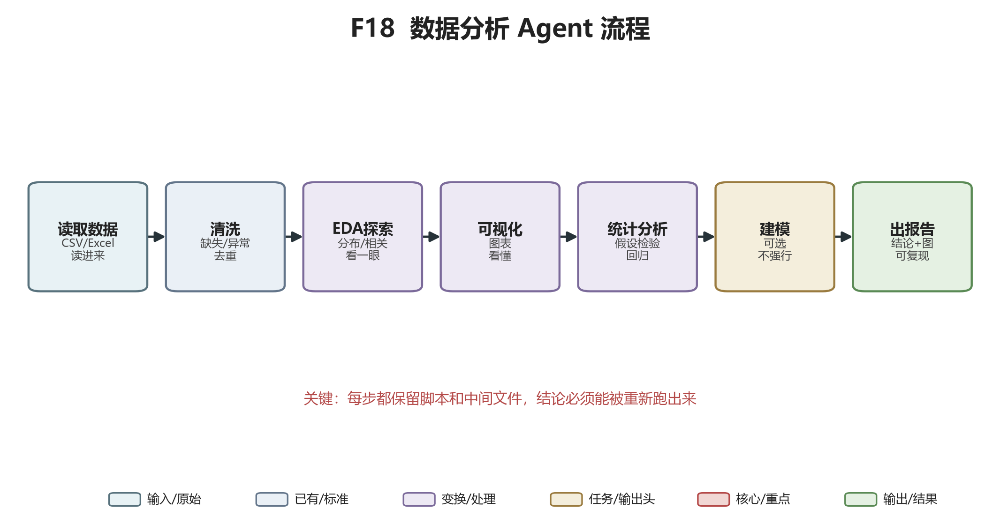 F18 数据分析 Agent 流程
读取数据
CSV/Excel
读进来
清洗
缺失/异常
去重
EDA探索
分布/相关
看一眼
可视化
图表
看懂
统计分析
假设检验
回归
建模
可选
不强行
出报告
结论+图
可复现
关键：每步都保留脚本和中间文件，结论必须能被重新跑出来
输入/原始
已有/标准
变换/处理
任务/输出头
核心/重点
输出/结果